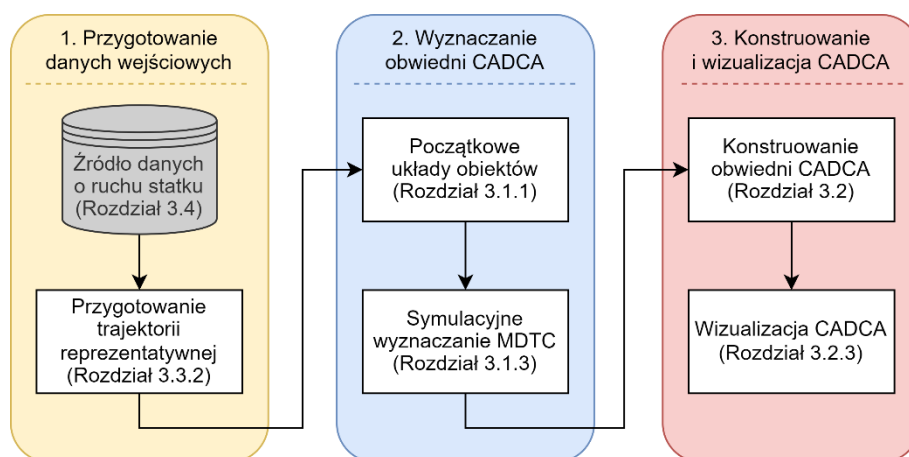 1. Przygotowanie
danych wejściowych
Źródło danych
o ruchu statku
(Rozdział 3.4)
Przygotowanie
trajektorii
reprezentatywnej
(Rozdział 3.3.2)
2. Wyznaczanie
obwiedni CADCA
Początkowe
układy obiektów
(Rozdział 3.1.1)
Symulacyjne
wyznaczanie MDTC
(Rozdział 3.1.3)
3. Konstruowanie
i wizualizacja CADCA
Konstruowanie
obwiedni CADCA
(Rozdział 3.2)
Wizualizacja CADCA
(Rozdział 3.2.3)